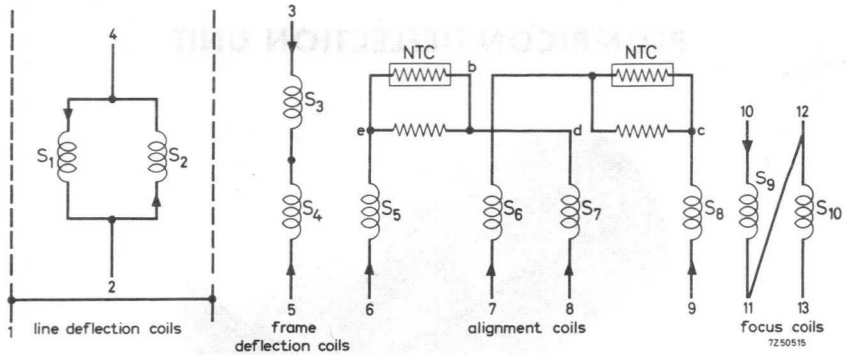 4
S1
S2
2
1
line deflection coils
3
S3
S4
5
frame
deflection coils
NTC
b
e
d
S5
S6
S7
6
7
8
NTC
c
S8
9
alignment coils
10
12
S9
S10
11
13
focus coils
7Z50515